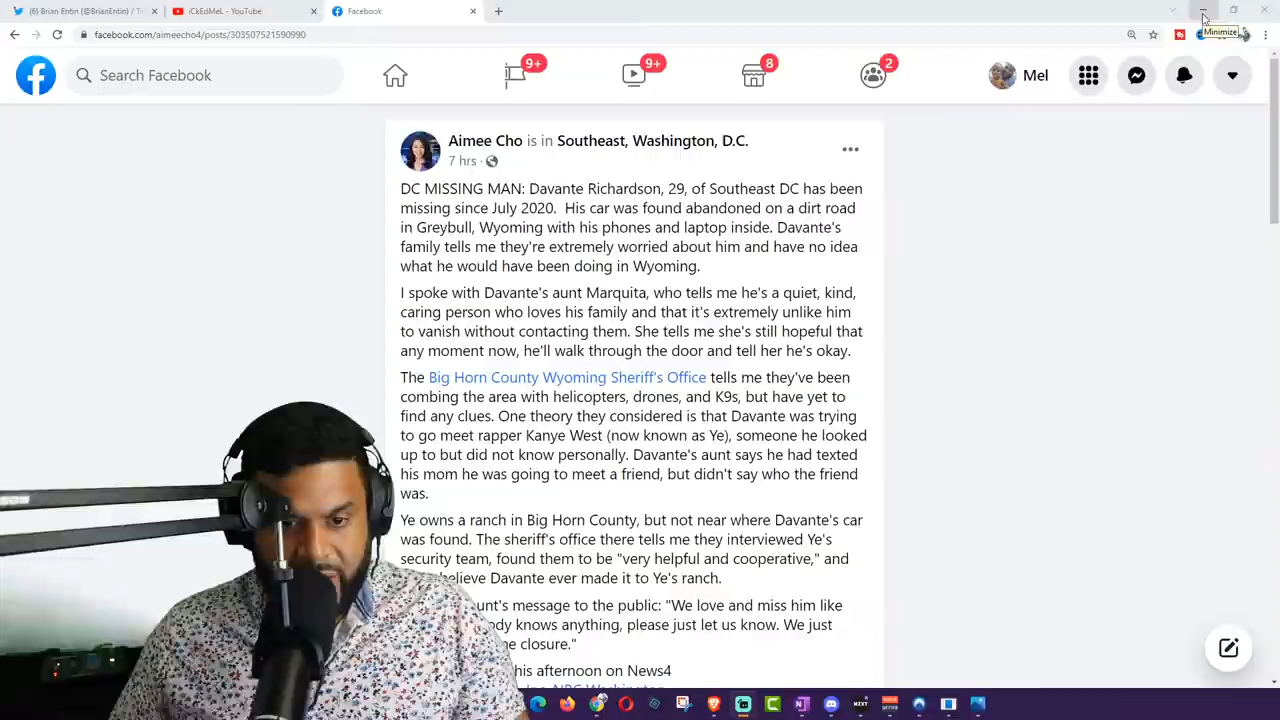 (6) Brian Entin (@BrianEntin) / T
iCkEdMeL - YouTube
Facebook
facebook.com/aimeecho4/posts/303507521590990
Minimize
Search Facebook
9+
9+
8
2
Mel
Aimee Cho is in Southeast, Washington, D.C.
7 hrs ·
DC MISSING MAN: Davante Richardson, 29, of Southeast DC has been
missing since July 2020. His car was found abandoned on a dirt road
in Greybull, Wyoming with his phones and laptop inside. Davante's
family tells me they're extremely worried about him and have no idea
what he would have been doing in Wyoming.
I spoke with Davante's aunt Marquita, who tells me he's a quiet, kind,
caring person who loves his family and that it's extremely unlike him
to vanish without contacting them. She tells me she's still hopeful that
any moment now, he'll walk through the door and tell her he's okay.
The Big Horn County Wyoming Sheriff's Office tells me they've been
combing the area with helicopters, drones, and K9s, but have yet to
find any clues. One theory they considered is that Davante was trying
to go meet rapper Kanye West (now known as Ye), someone he looked
up to but did not know personally. Davante's aunt says he had texted
his mom he was going to meet a friend, but didn't say who the friend
was.
Ye owns a ranch in Big Horn County, but not near where Davante's car
was found. The sheriff's office there tells me they interviewed Ye's
security team, found them to be "very helpful and cooperative," and
believe Davante ever made it to Ye's ranch.
unt's message to the public: "We love and miss him like
ody knows anything, please just let us know. We just
closure."
his afternoon on News4
NBC Washington
NZXT